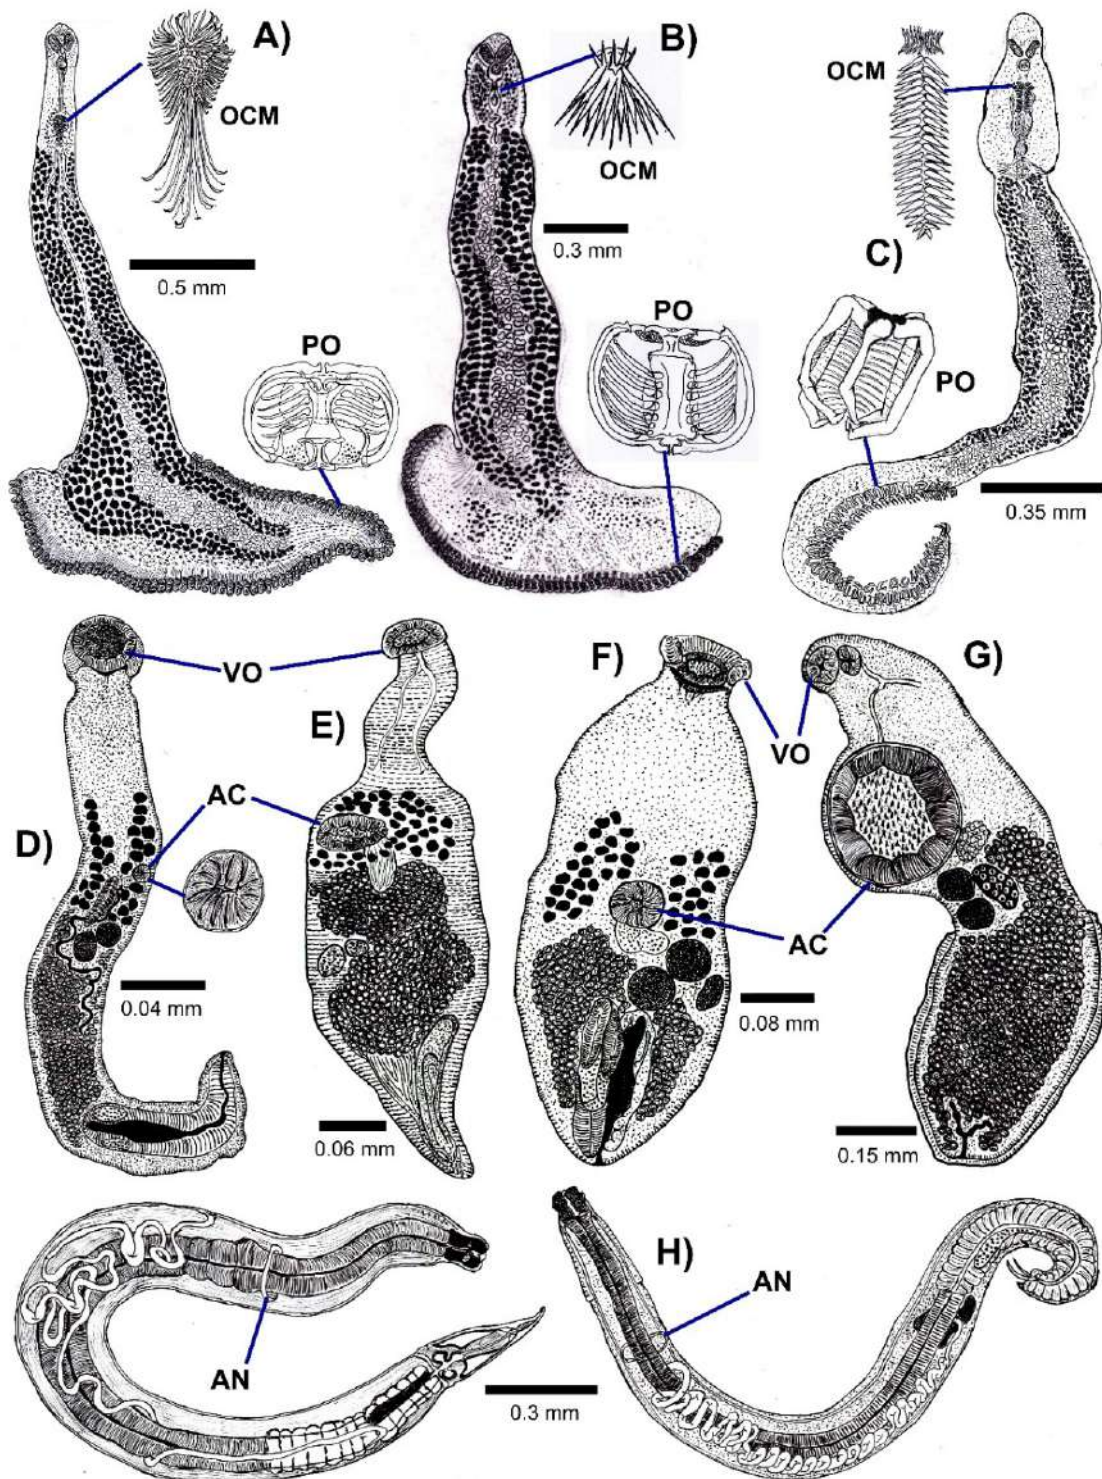 A)
OCM
0.5 mm
PO
B)
OCM
0.3 mm
PO
OCM
C)
PO
0.35 mm
VO
E)
F)
G)
VO
D)
AC
AC
0.04 mm
0.06 mm
0.08 mm
0.15 mm
H)
AN
AN
0.3 mm